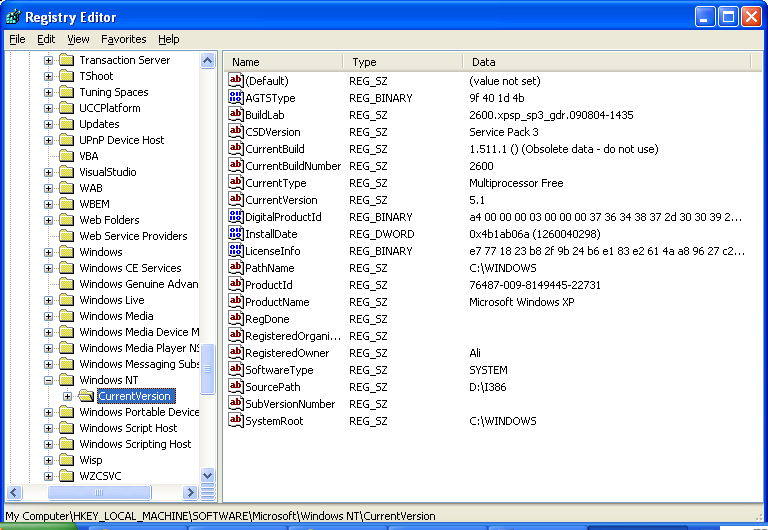 Registry Editor
File Edit View Favorites Help
Transaction Server
TShoot
Tuning Spaces
UCCPlatform
Updates
UPnP Device Host
VBA
VisualStudio
WAB
WBEM
Web Folders
Web Service Providers
Windows
Windows CE Services
Windows Genuine Advan
Windows Live
Windows Media
Windows Media Device M
Windows Media Player NS
Windows Messaging Subs
Windows NT
CurrentVersion
Windows Portable Device
Windows Script Host
Windows Scripting Host
Wisp
WZCSVC
Name Type Data
(Default) REG_SZ (value not set)
AGTSType REG_BINARY 9f 40 1d 4b
BuildLab REG_SZ 2600.xpsp_sp3_gdr.090804-1435
CSDVersion REG_SZ Service Pack 3
CurrentBuild REG_SZ 1.511.1 () (Obsolete data - do not use)
CurrentBuildNumber REG_SZ 2600
CurrentType REG_SZ Multiprocessor Free
CurrentVersion REG_SZ 5.1
DigitalProductId REG_BINARY a4 00 00 00 03 00 00 00 37 36 34 38 37 2d 30 30 39 2...
InstallDate REG_DWORD 0x4b1ab06a (1260040298)
LicenseInfo REG_BINARY e7 77 18 23 b8 2f 9b 24 b6 e1 83 e2 61 4a a8 96 27 c2...
PathName REG_SZ C:\WINDOWS
ProductId REG_SZ 76487-009-8149445-22731
ProductName REG_SZ Microsoft Windows XP
RegDone REG_SZ
RegisteredOrgani... REG_SZ
RegisteredOwner REG_SZ Ali
SoftwareType REG_SZ SYSTEM
SourcePath REG_SZ D:\I386
SubVersionNumber REG_SZ
SystemRoot REG_SZ C:\WINDOWS
My Computer\HKEY_LOCAL_MACHINE\SOFTWARE\Microsoft\Windows NT\CurrentVersion